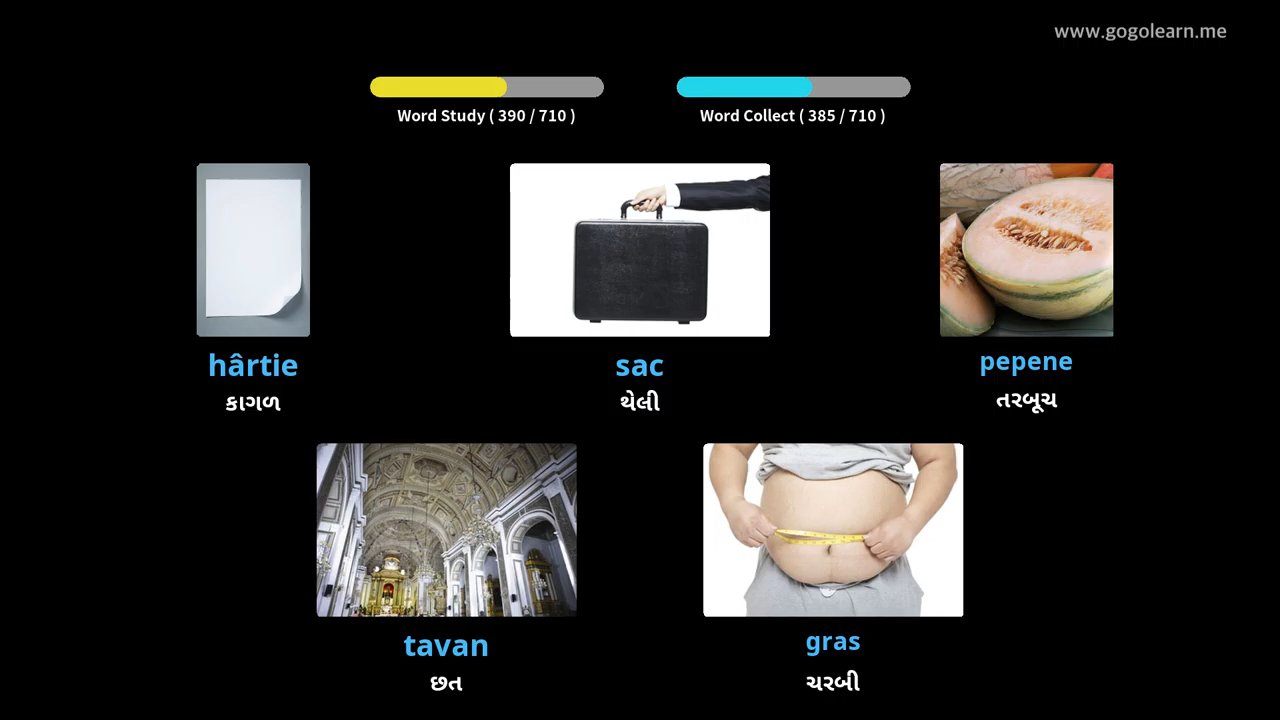 www.gogolearn.me
Word Study ( 390 / 710 )
Word Collect ( 385 / 710 )
hârtie
કાગળ
sac
થેલી
pepene
તરબૂચ
tavan
છત
gras
ચરબી